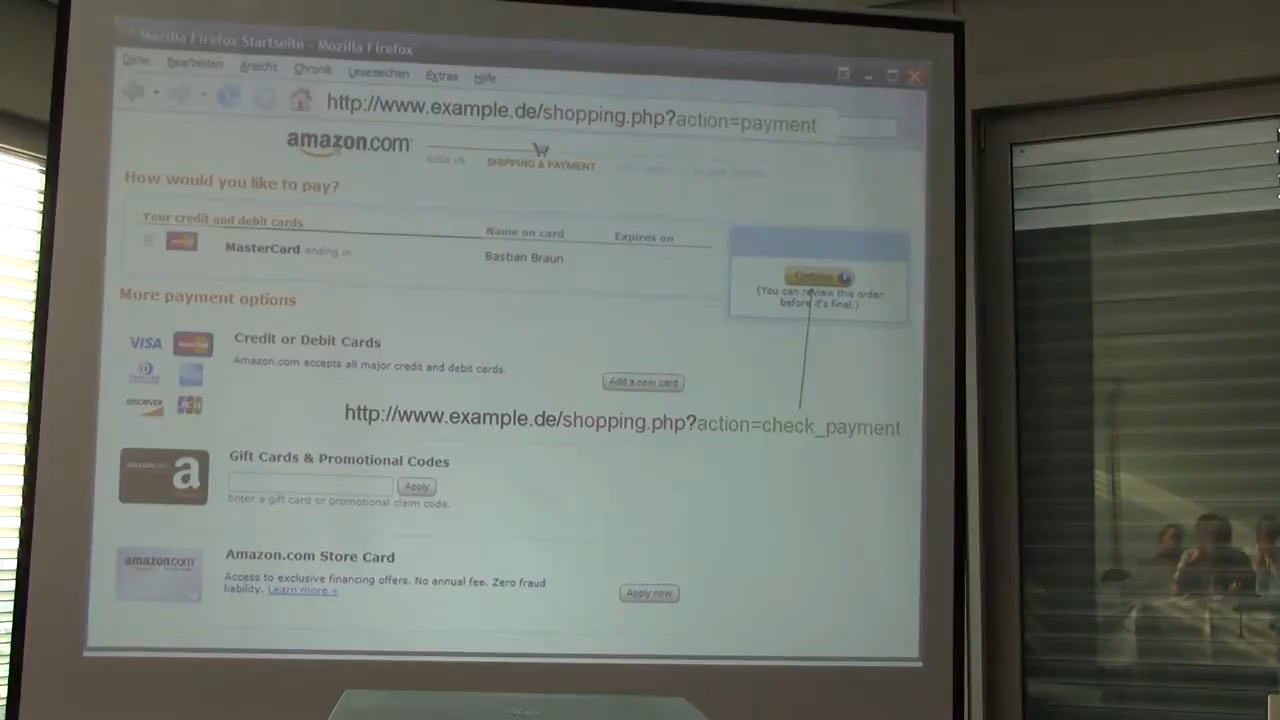 Mozilla Firefox Startseite - Mozilla Firefox
Datei Bearbeiten Ansicht Chronik Lesezeichen Extras Hilfe
http://www.example.de/shopping.php?action=payment
amazon.com
SIGN IN SHIPPING & PAYMENT
How would you like to pay?
Your credit and debit cards Name on card Expires on
MasterCard ending in Bastian Braun
Continue
(You can review this order
before it's final.)
More payment options
VISA
Credit or Debit Cards
Amazon.com accepts all major credit and debit cards.
Add a new card
DISCOVER JCB
http://www.example.de/shopping.php?action=check_payment
Gift Cards & Promotional Codes
a
Apply
Enter a gift card or promotional claim code.
Amazon.com Store Card
amazon.com
Access to exclusive financing offers. No annual fee. Zero fraud
liability. Learn more »
Apply now